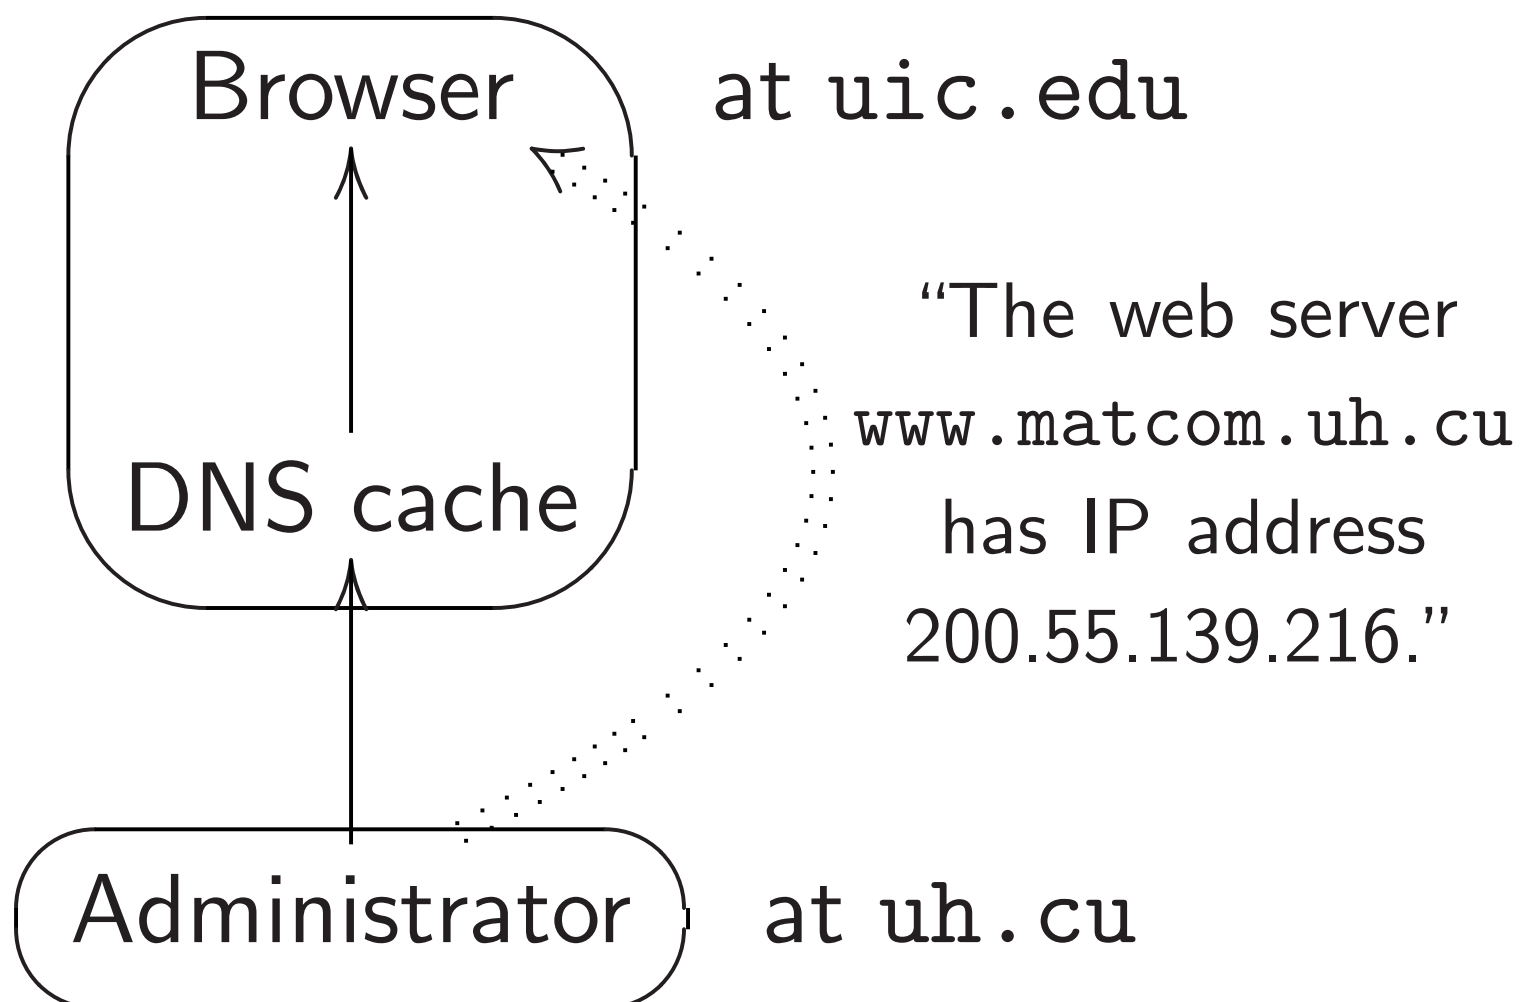 Browser at uic.edu
“The web server
www.matcom.uh.cu
DNS cache
has IP address
200.55.139.216.”
Administrator at uh.cu